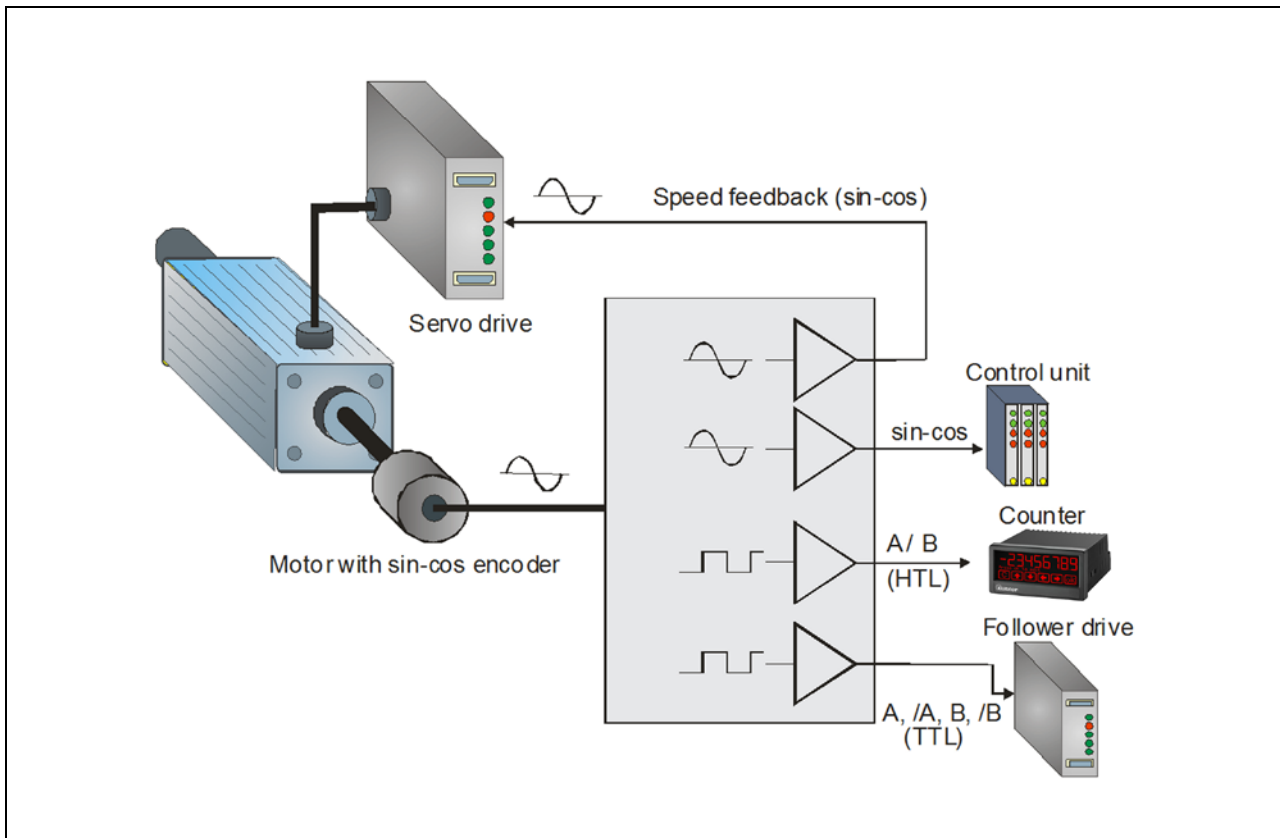 Speed feedback (sin-cos)
Servo drive
Control unit
sin-cos
Motor with sin-cos encoder
Counter
A / B
(HTL)
-23456789
Follower drive
A, /A, B, /B
(TTL)